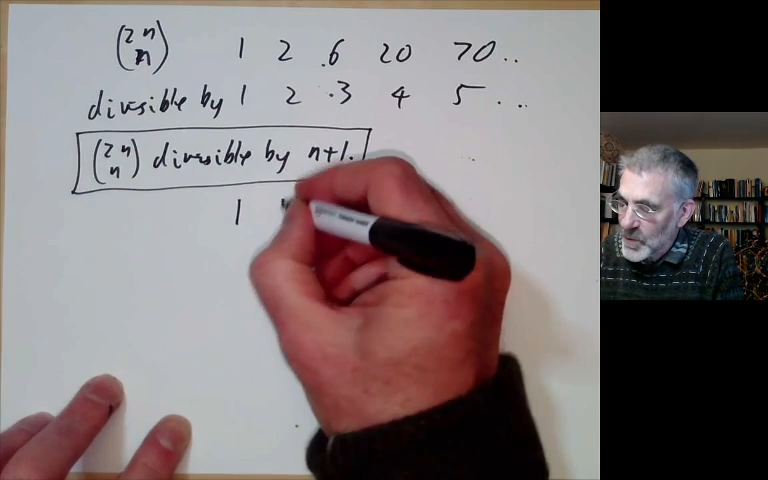 (2n n) 1 2 6 20 70 ..
divisible by 1 2 3 4 5 ...
(2n n) divisible by n+1.
1